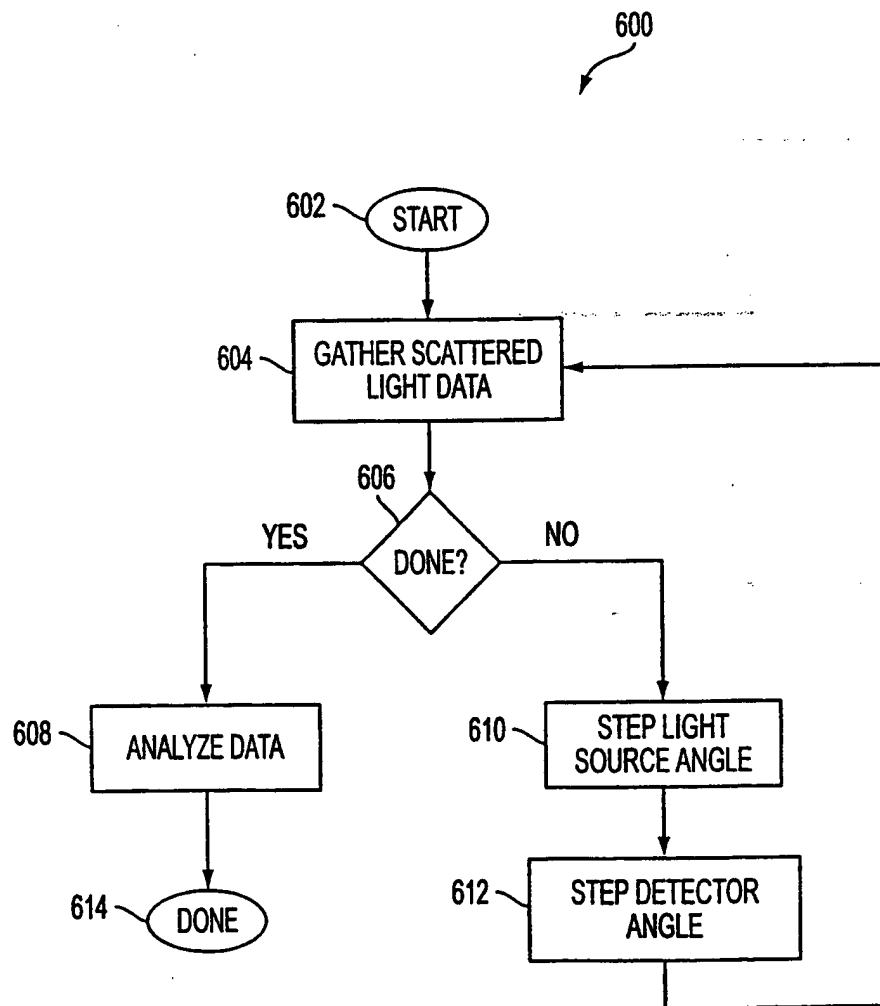 600
602
START
604
GATHER SCATTERED
LIGHT DATA
606
YES
DONE?
NO
608
ANALYZE DATA
610
STEP LIGHT
SOURCE ANGLE
614
DONE
612
STEP DETECTOR
ANGLE